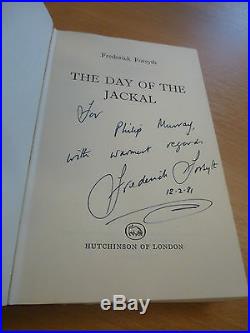 Frederick Forsyth
THE DAY OF THE
JACKAL
For
Philip Murray,
with warmest regards
Frederick Forsyth
12-2-81
HUTCHINSON OF LONDON